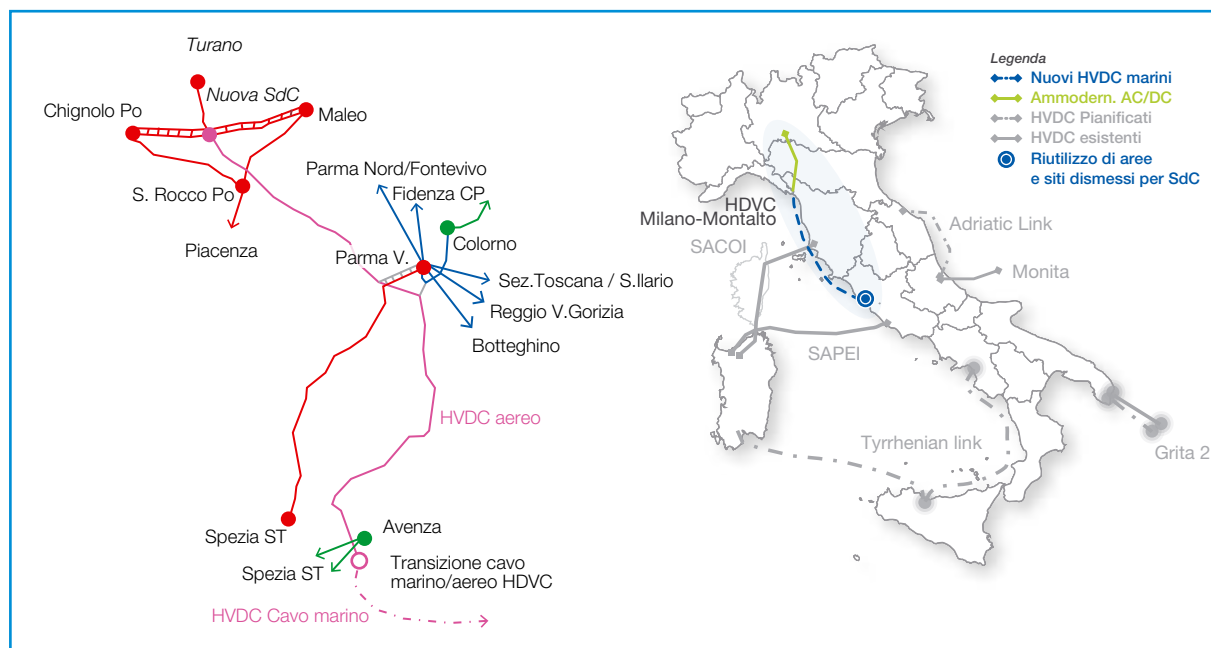 Turano
Nuova SdC
Chignolo Po
Maleo
S. Rocco Po
Piacenza
Parma Nord/Fontevivo
Fidenza CP
Colorno
Parma V.
Sez.Toscana / S.Ilario
Reggio V.Gorizia
Botteghino
HVDC aereo
Spezia ST
Avenza
Spezia ST
Transizione cavo
marino/aereo HDVC
HVDC Cavo marino
Legenda
Nuovi HVDC marini
Ammodern. AC/DC
HVDC Pianificati
HVDC esistenti
Riutilizzo di aree
e siti dismessi per SdC
HDVC
Milano-Montalto
SACOI
Adriatic Link
Monita
SAPEI
Tyrrhenian link
Grita 2